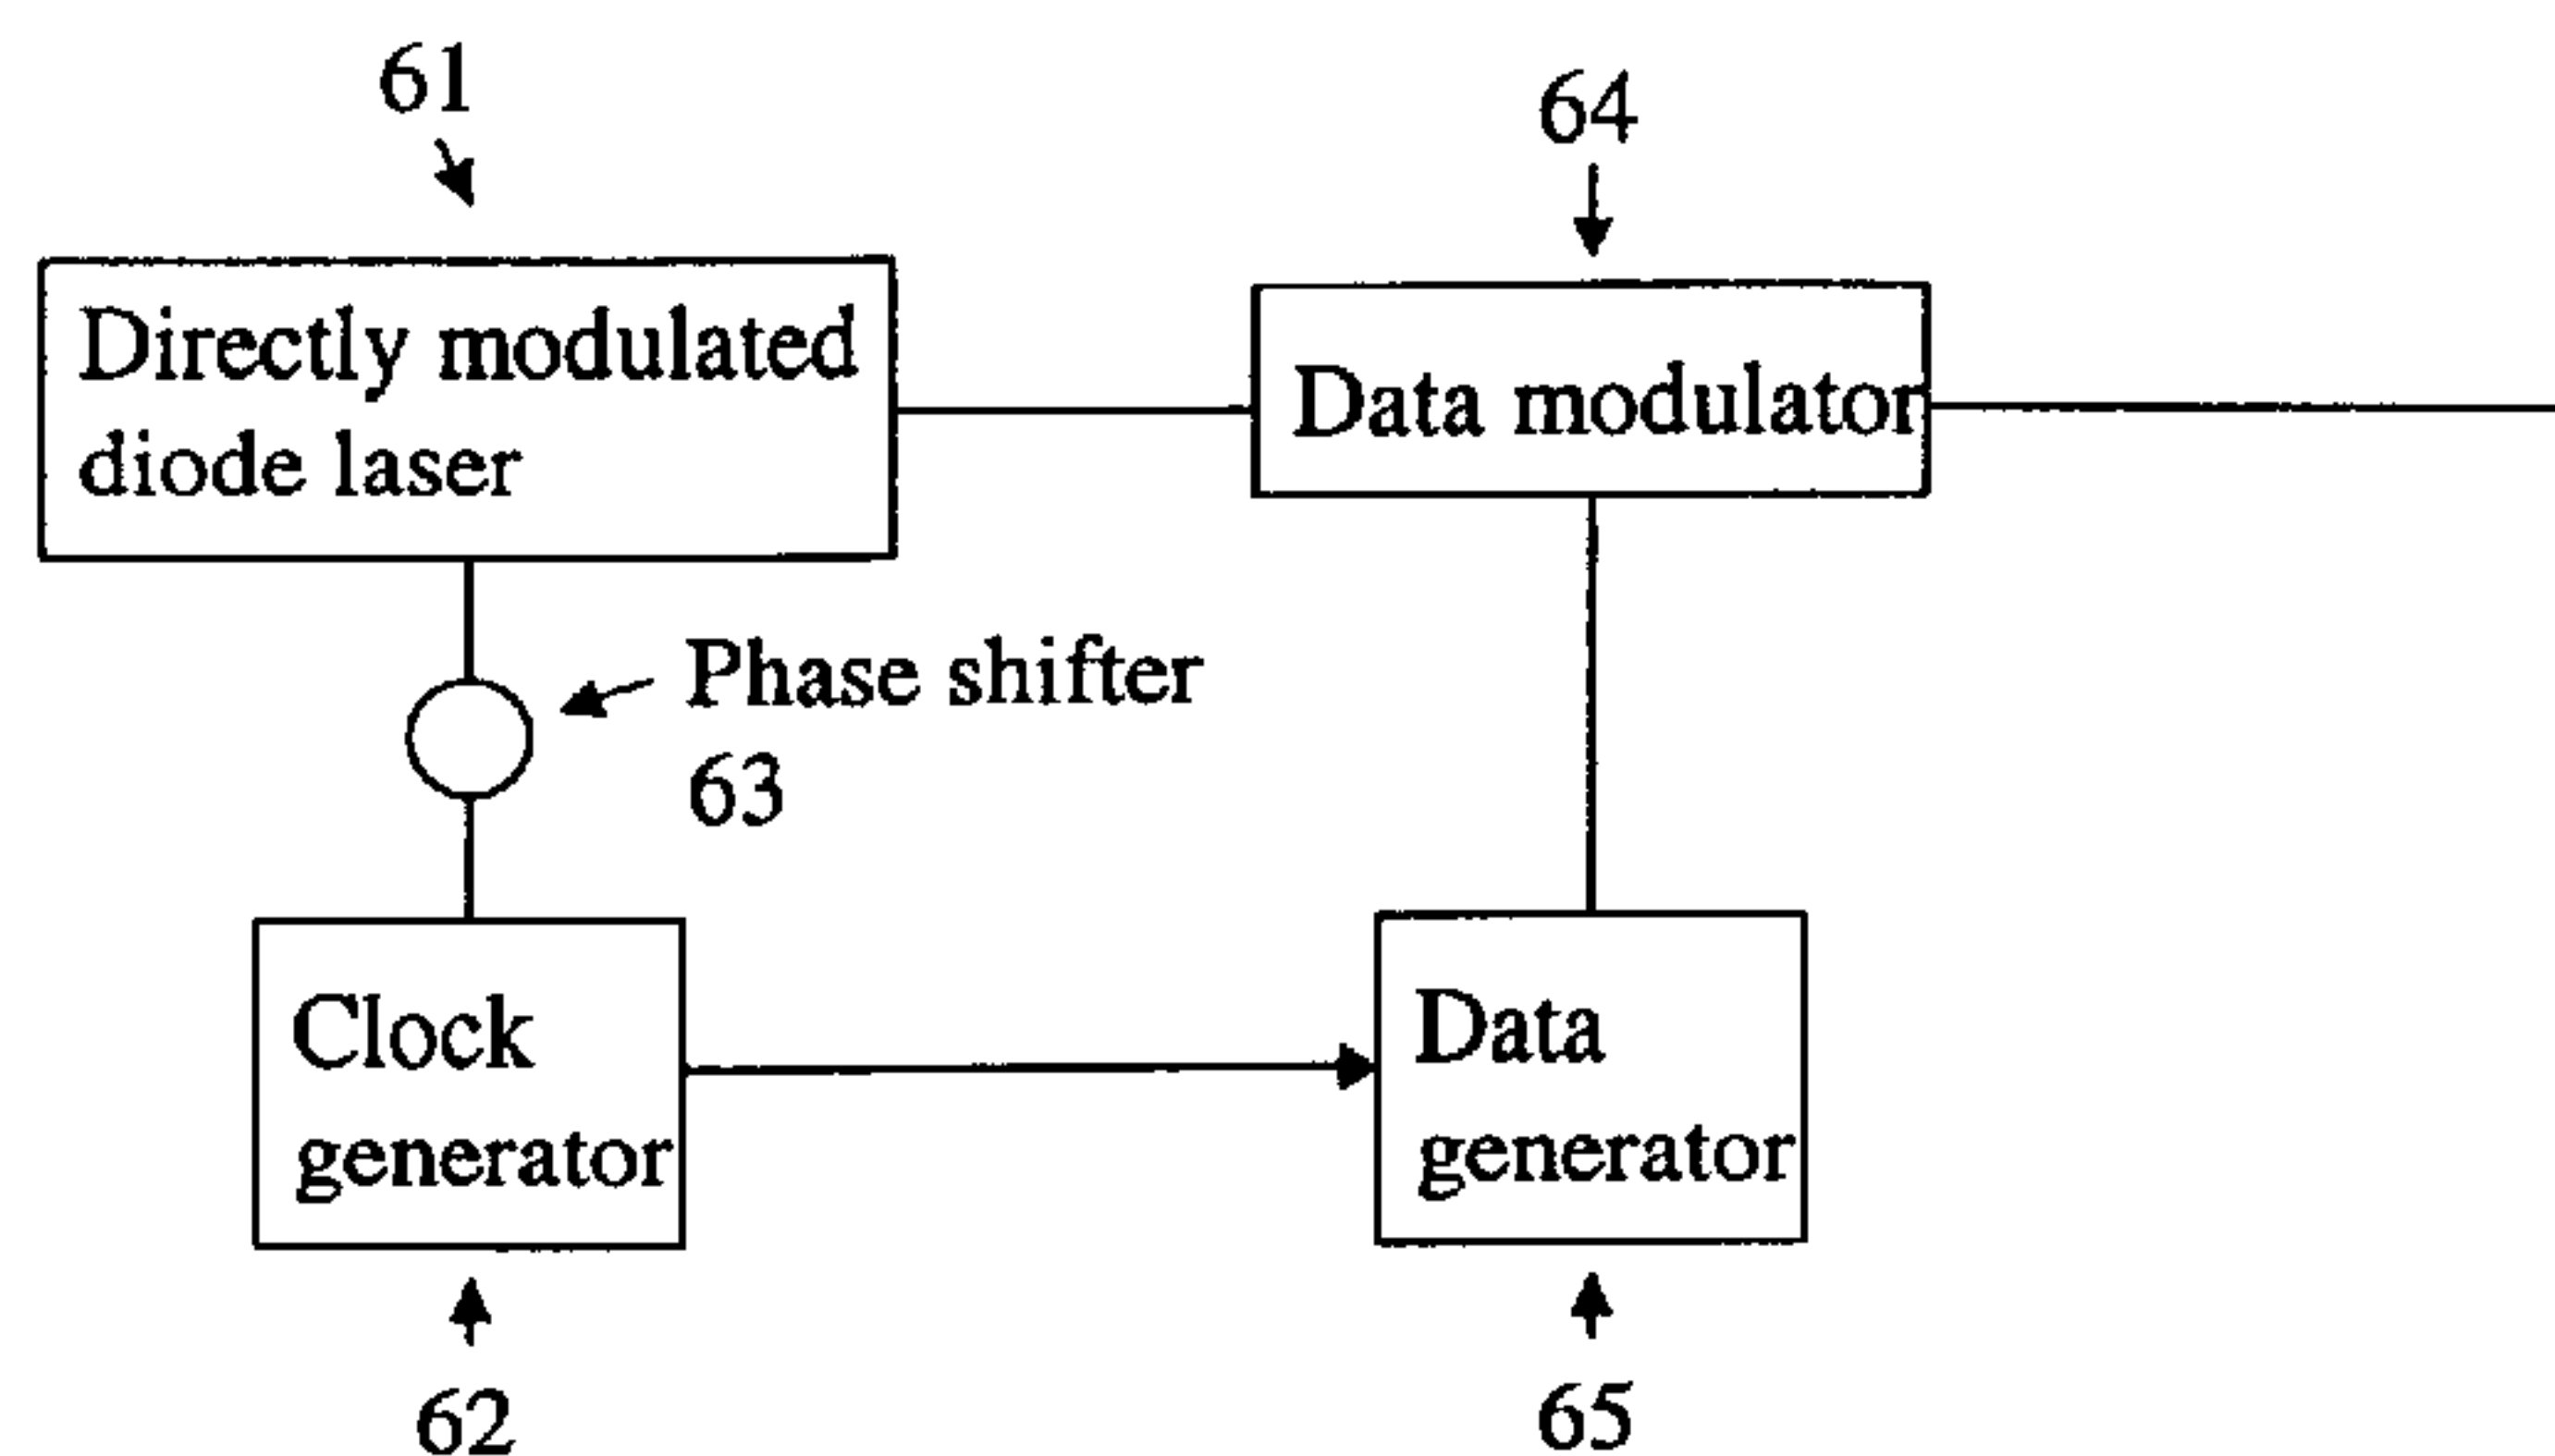 61
64
Directly modulated
diode laser
Data modulator
Phase shifter
63
Clock
generator
Data
generator
62
65